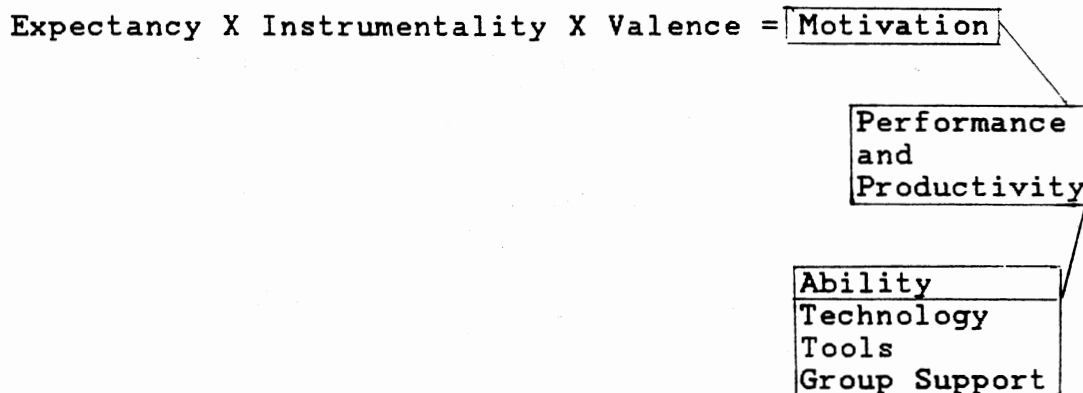 Expectancy X Instrumentality X Valence = Motivation
Performance
and
Productivity
Ability
Technology
Tools
Group Support